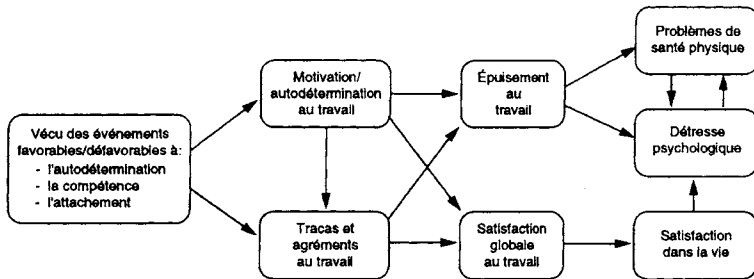 Vécu des événements
favorables/défavorables à:
- l'autodétermination
- la compétence
- l'attachement
Motivation/
autodétermination
au travail
Tracas et
agréments
au travail
Épuisement
au
travail
Satisfaction
globale
au travail
Problèmes de
santé physique
Détresse
psychologique
Satisfaction
dans la vie